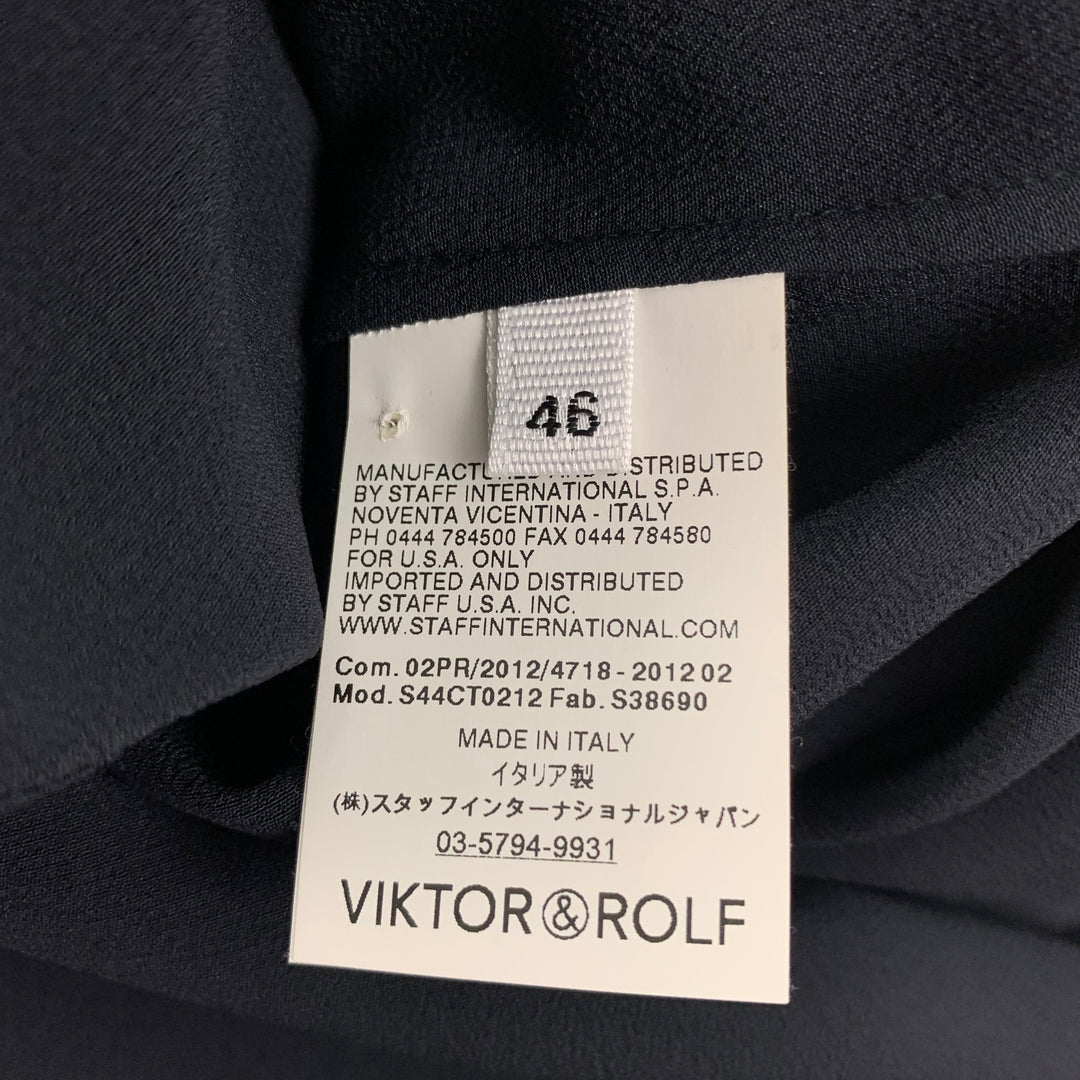 46
MANUFACTURED AND DISTRIBUTED
BY STAFF INTERNATIONAL S.P.A.
NOVENTA VICENTINA - ITALY
PH 0444 784500 FAX 0444 784580
FOR U.S.A. ONLY
IMPORTED AND DISTRIBUTED
BY STAFF U.S.A. INC.
WWW.STAFFINTERNATIONAL.COM
Com. 02PR/2012/4718 - 2012 02
Mod. S44CT0212 Fab. S38690
MADE IN ITALY
イタリア製
(株)スタッフインターナショナルジャパン
03-5794-9931
VIKTOR&ROLF